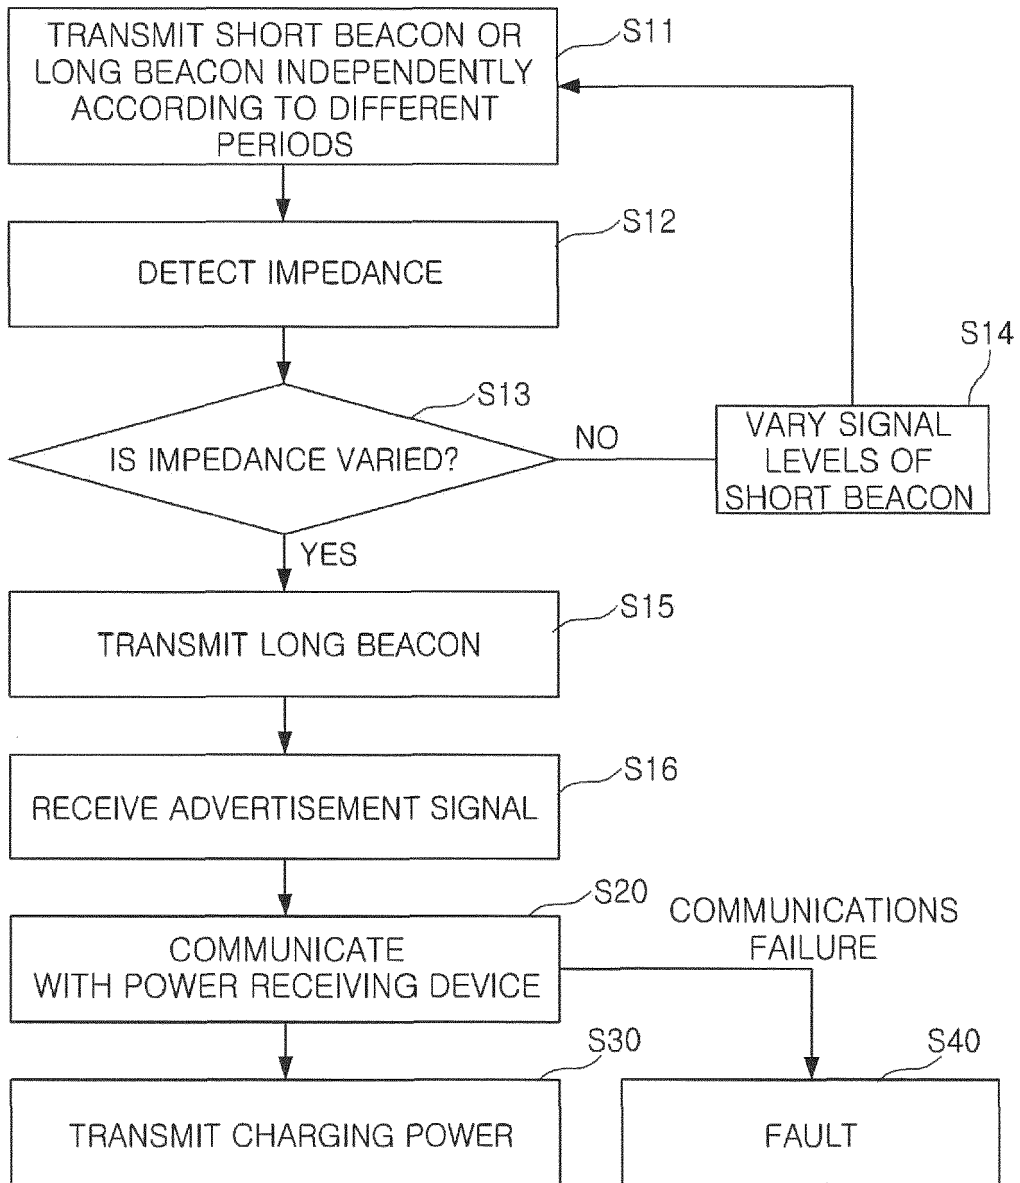 TRANSMIT SHORT BEACON OR
LONG BEACON INDEPENDENTLY
ACCORDING TO DIFFERENT
PERIODS
S11
S12
DETECT IMPEDANCE
S13
IS IMPEDANCE VARIED?
NO
S14
VARY SIGNAL
LEVELS OF
SHORT BEACON
YES
S15
TRANSMIT LONG BEACON
S16
RECEIVE ADVERTISEMENT SIGNAL
S20
COMMUNICATE
WITH POWER RECEIVING DEVICE
COMMUNICATIONS
FAILURE
S30
TRANSMIT CHARGING POWER
S40
FAULT